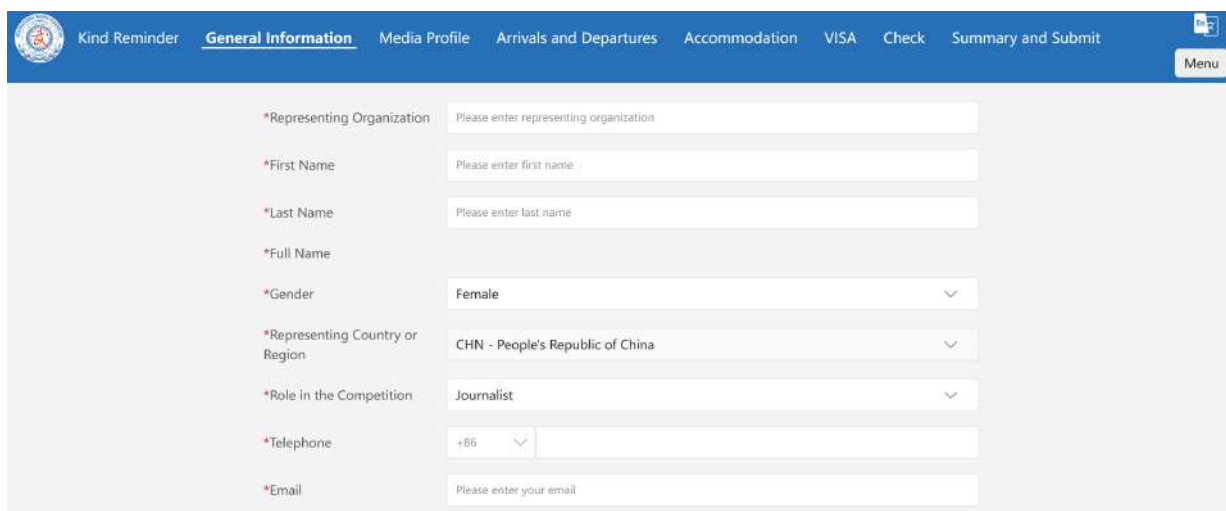 Kind Reminder General Information Media Profile Arrivals and Departures Accommodation VISA Check Summary and Submit
Menu
*Representing Organization Please enter representing organization
*First Name Please enter first name
*Last Name Please enter last name
*Full Name
*Gender Female
*Representing Country or
Region CHN - People's Republic of China
*Role in the Competition Journalist
*Telephone +86
*Email Please enter your email